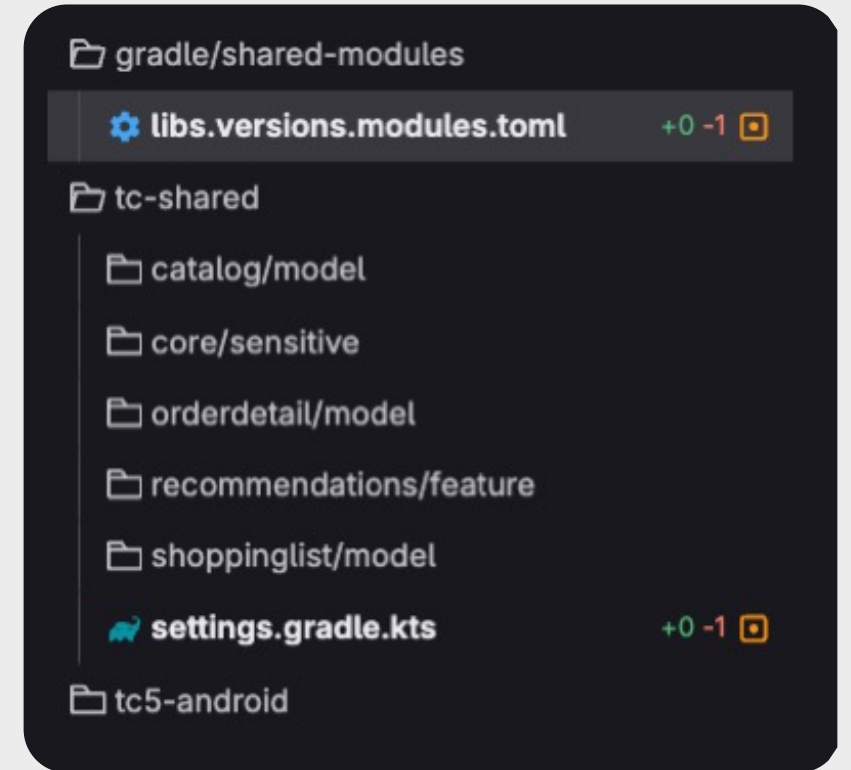 gradle/shared-modules
libs.versions.modules.toml +0 -1
tc-shared
catalog/model
core/sensitive
orderdetail/model
recommendations/feature
shoppinglist/model
settings.gradle.kts +0 -1
tc5-android